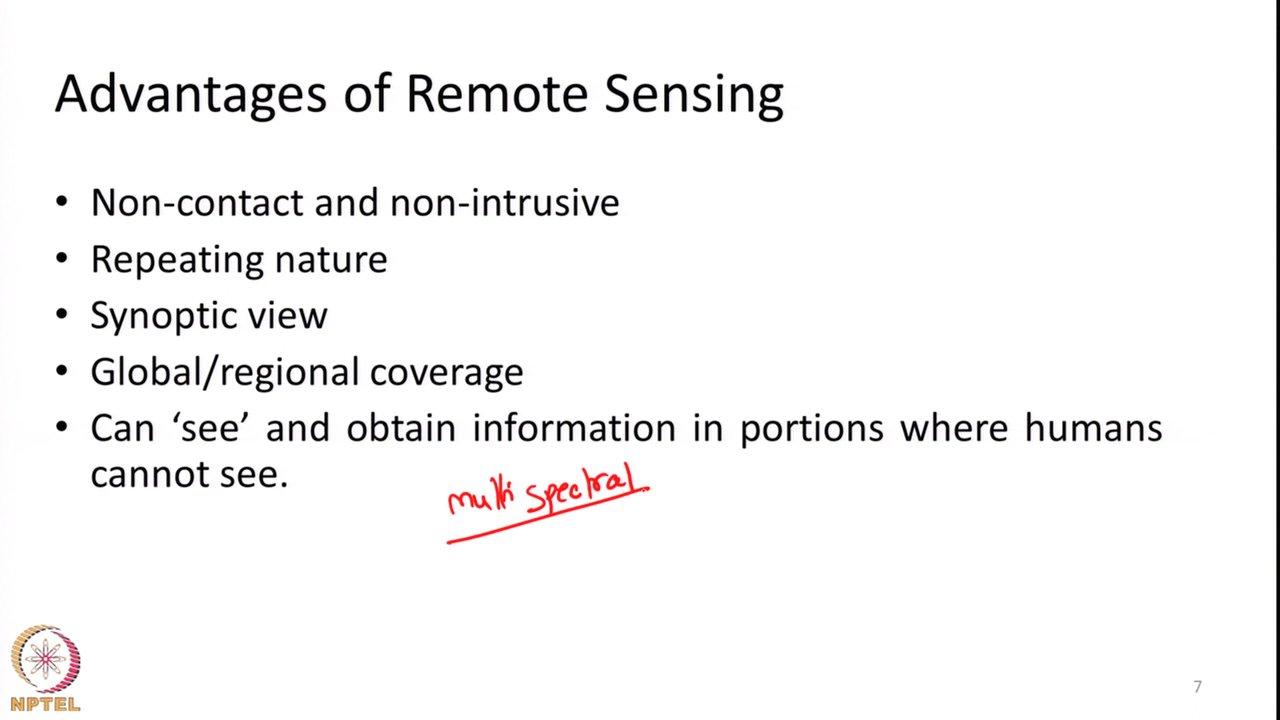 Advantages of Remote Sensing
• Non-contact and non-intrusive
• Repeating nature
• Synoptic view
• Global/regional coverage
• Can ‘see’ and obtain information in portions where humans
cannot see.
multi spectral
NPTEL
7